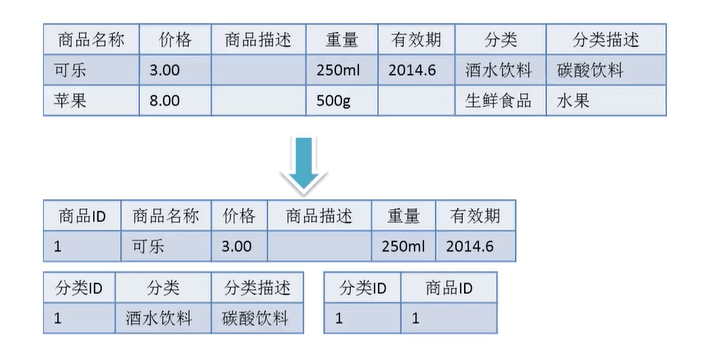 商品名称 价格 商品描述 重量 有效期 分类 分类描述
可乐 3.00 250ml 2014.6 酒水饮料 碳酸饮料
苹果 8.00 500g 生鲜食品 水果
商品ID 商品名称 价格 商品描述 重量 有效期
1 可乐 3.00 250ml 2014.6
分类ID 分类 分类描述 分类ID 商品ID
1 酒水饮料 碳酸饮料 1 1